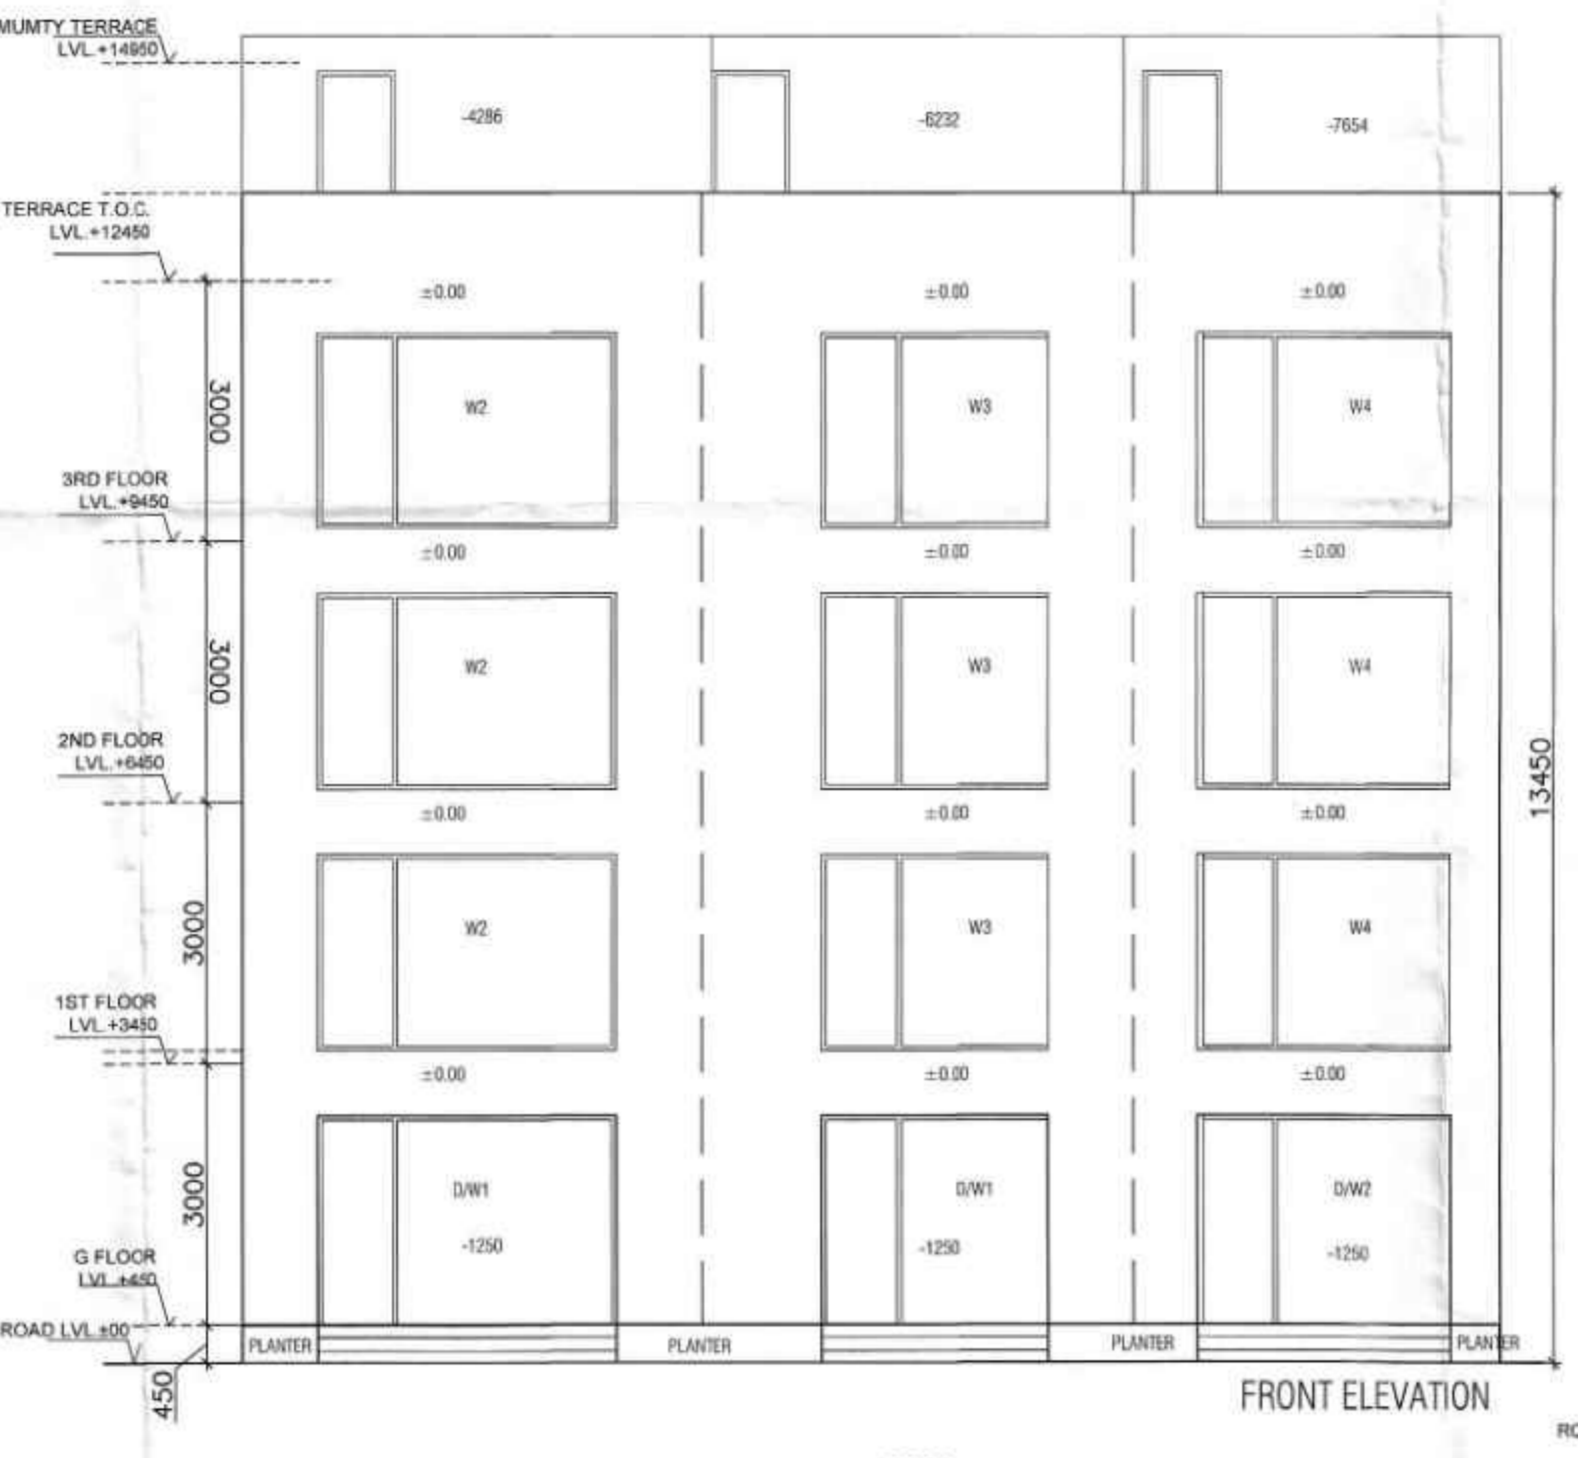 MUMTY TERRACE
LVL.+14950
-4286
-6232
-7654
TERRACE T.O.C.
LVL.+12450
±0.00
±0.00
±0.00
3000
W2
W3
W4
3RD FLOOR
LVL.+9450
±0.00
±0.00
±0.00
3000
W2
W3
W4
2ND FLOOR
LVL.+6450
±0.00
±0.00
±0.00
13450
3000
W2
W3
W4
1ST FLOOR
LVL.+3450
±0.00
±0.00
±0.00
3000
D/W1
D/W1
D/W2
-1250
-1250
-1250
G FLOOR
LVL.+450
ROAD LVL.±00
PLANTER
PLANTER
PLANTER
PLANTER
450
FRONT ELEVATION